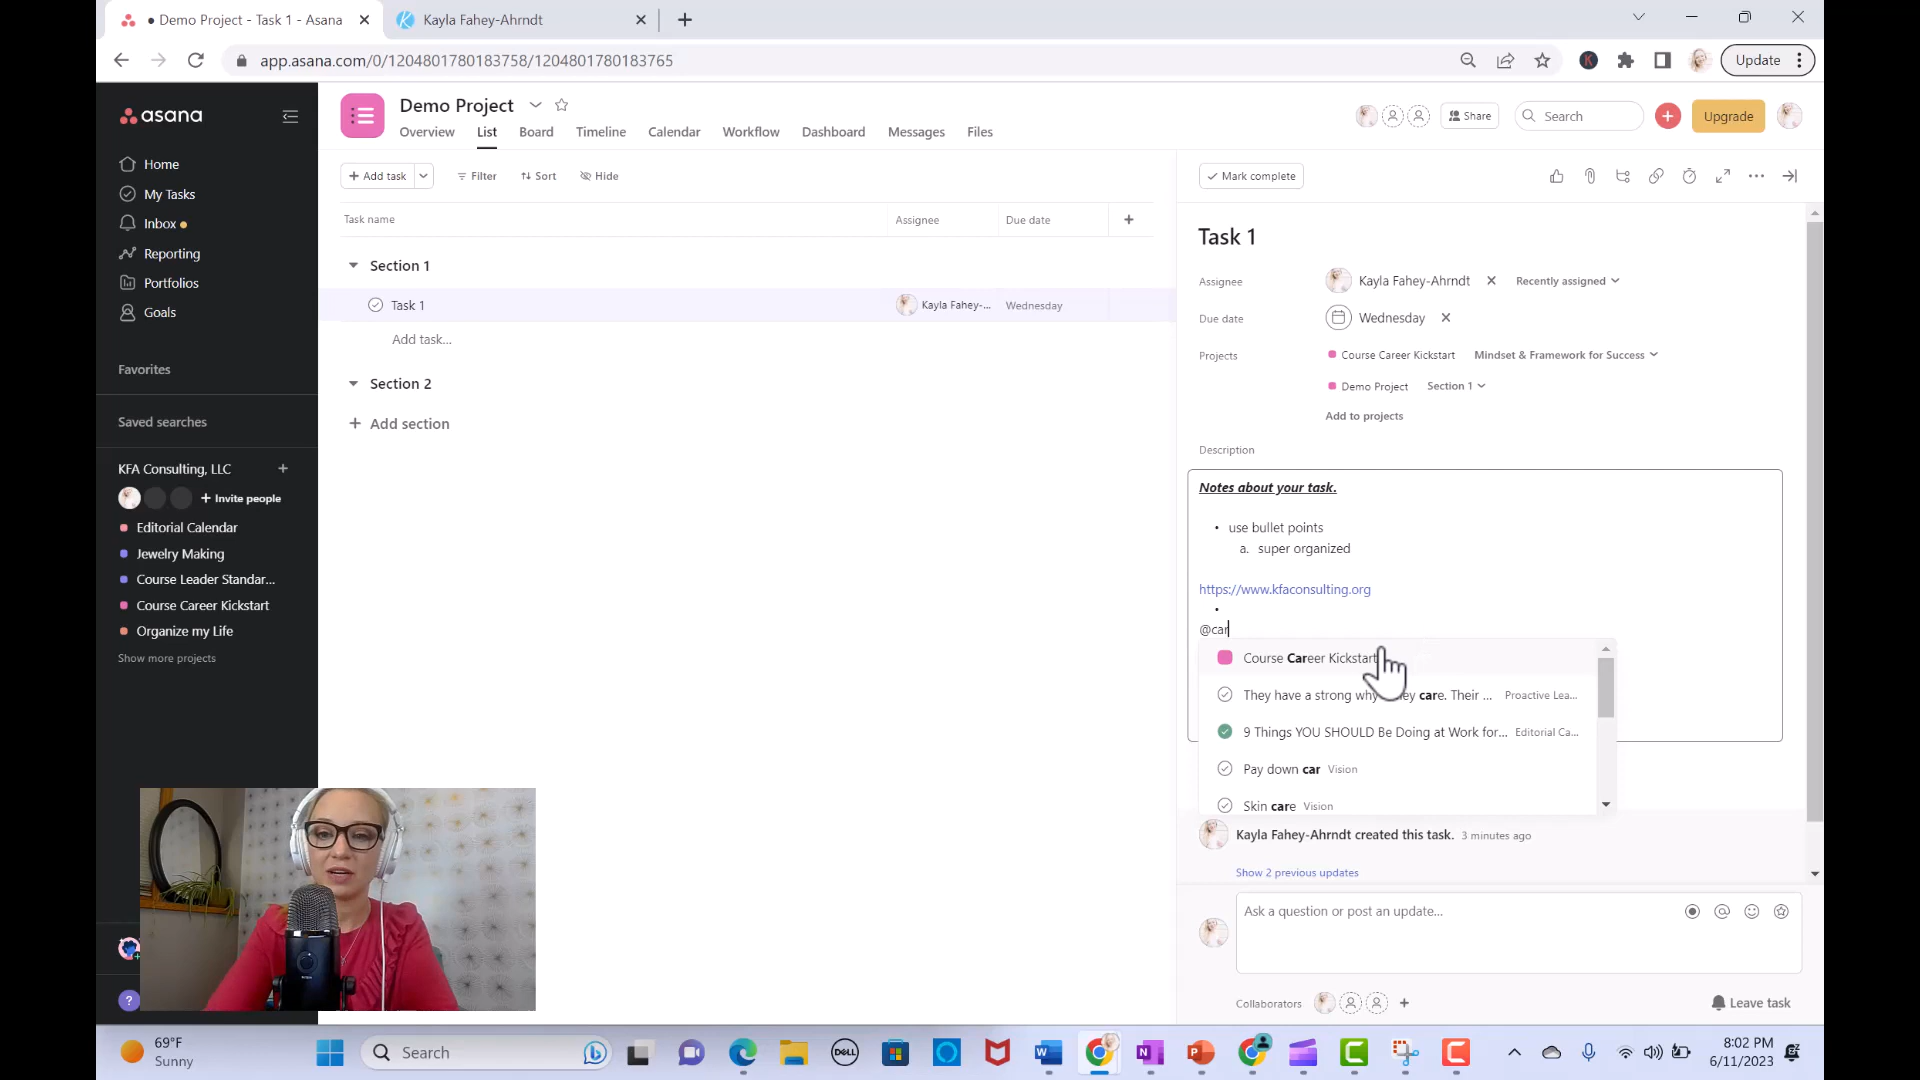 Demo Project - Task 1 - Asana
Kayla Fahey-Ahrndt
app.asana.com/0/1204801780183758/1204801780183765
Update
asana
Home
My Tasks
Inbox
Reporting
Portfolios
Goals
Favorites
Saved searches
KFA Consulting, LLC
Invite people
Editorial Calendar
Jewelry Making
Course Leader Standar...
Course Career Kickstart
Organize my Life
Show more projects
Demo Project
Overview List Board Timeline Calendar Workflow Dashboard Messages Files
Share
Search
Upgrade
+ Add task Filter Sort Hide
Task name Assignee Due date
Section 1
Task 1 Kayla Fahey-... Wednesday
Add task...
Section 2
+ Add section
Mark complete
Task 1
Assignee Kayla Fahey-Ahrndt Recently assigned
Due date Wednesday
Projects Course Career Kickstart Mindset & Framework for Success
Demo Project Section 1
Add to projects
Description
Notes about your task.
• use bullet points
a. super organized
https://www.kfaconsulting.org
•
@car
Course Career Kickstart
They have a strong why care. Their ... Proactive Lea...
9 Things YOU SHOULD Be Doing at Work for... Editorial Ca...
Pay down car Vision
Skin care Vision
Kayla Fahey-Ahrndt created this task. 3 minutes ago
Show 2 previous updates
Ask a question or post an update...
Collaborators
Leave task
69°F
Sunny
Search
DELL
8:02 PM
6/11/2023